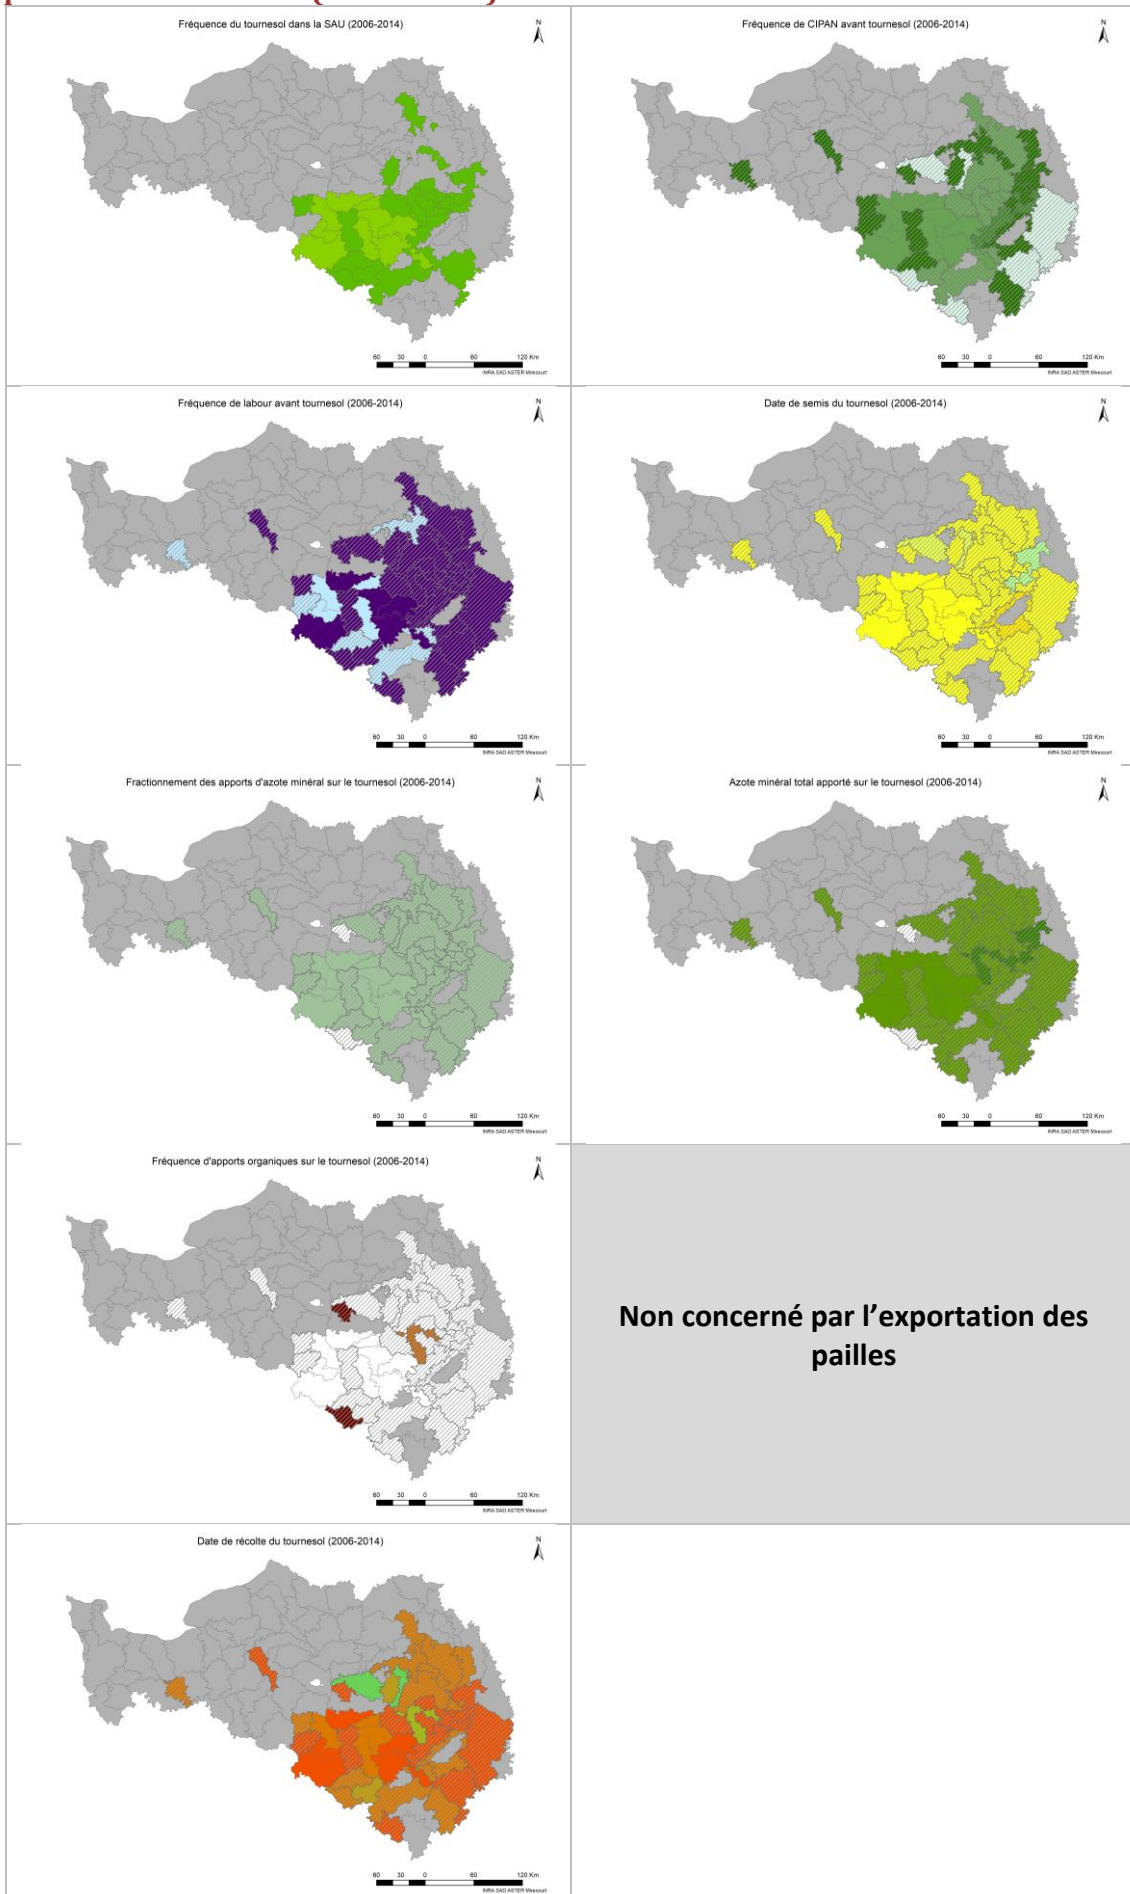 Fréquence du tournesol dans la SAU (2006-2014)
N
60 30 0 60 120 Km
INRA SAD ASTER Mirecourt
Fréquence de CIPAN avant tournesol (2006-2014)
N
60 30 0 60 120 Km
INRA SAD ASTER Mirecourt
Fréquence de labour avant tournesol (2006-2014)
N
60 30 0 60 120 Km
INRA SAD ASTER Mirecourt
Date de semis du tournesol (2006-2014)
N
60 30 0 60 120 Km
INRA SAD ASTER Mirecourt
Fractionnement des apports d'azote minéral sur le tournesol (2006-2014)
N
60 30 0 60 120 Km
INRA SAD ASTER Mirecourt
Azote minéral total apporté sur le tournesol (2006-2014)
N
60 30 0 60 120 Km
INRA SAD ASTER Mirecourt
Fréquence d'apports organiques sur le tournesol (2006-2014)
N
60 30 0 60 120 Km
INRA SAD ASTER Mirecourt
Non concerné par l’exportation des
pailles
Date de récolte du tournesol (2006-2014)
N
60 30 0 60 120 Km
INRA SAD ASTER Mirecourt